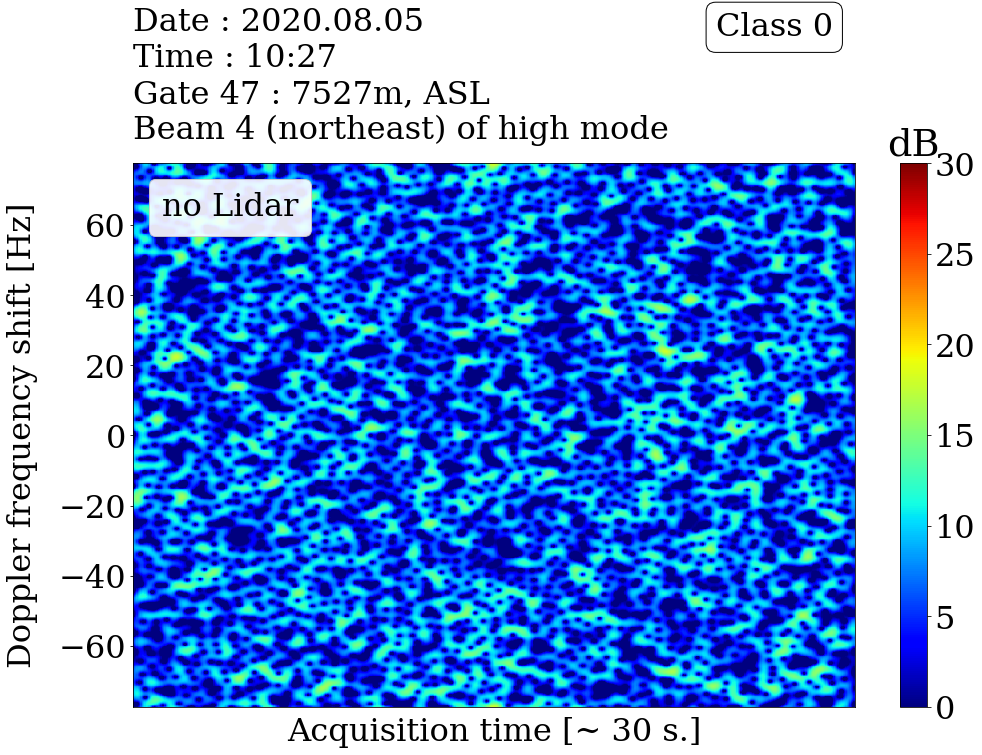 Date : 2020.08.05
Time : 10:27
Gate 47 : 7527m, ASL
Beam 4 (northeast) of high mode
Class 0
dB
no Lidar
Doppler frequency shift [Hz]
60
40
20
0
−20
−40
−60
30
25
20
15
10
5
0
Acquisition time [~ 30 s.]